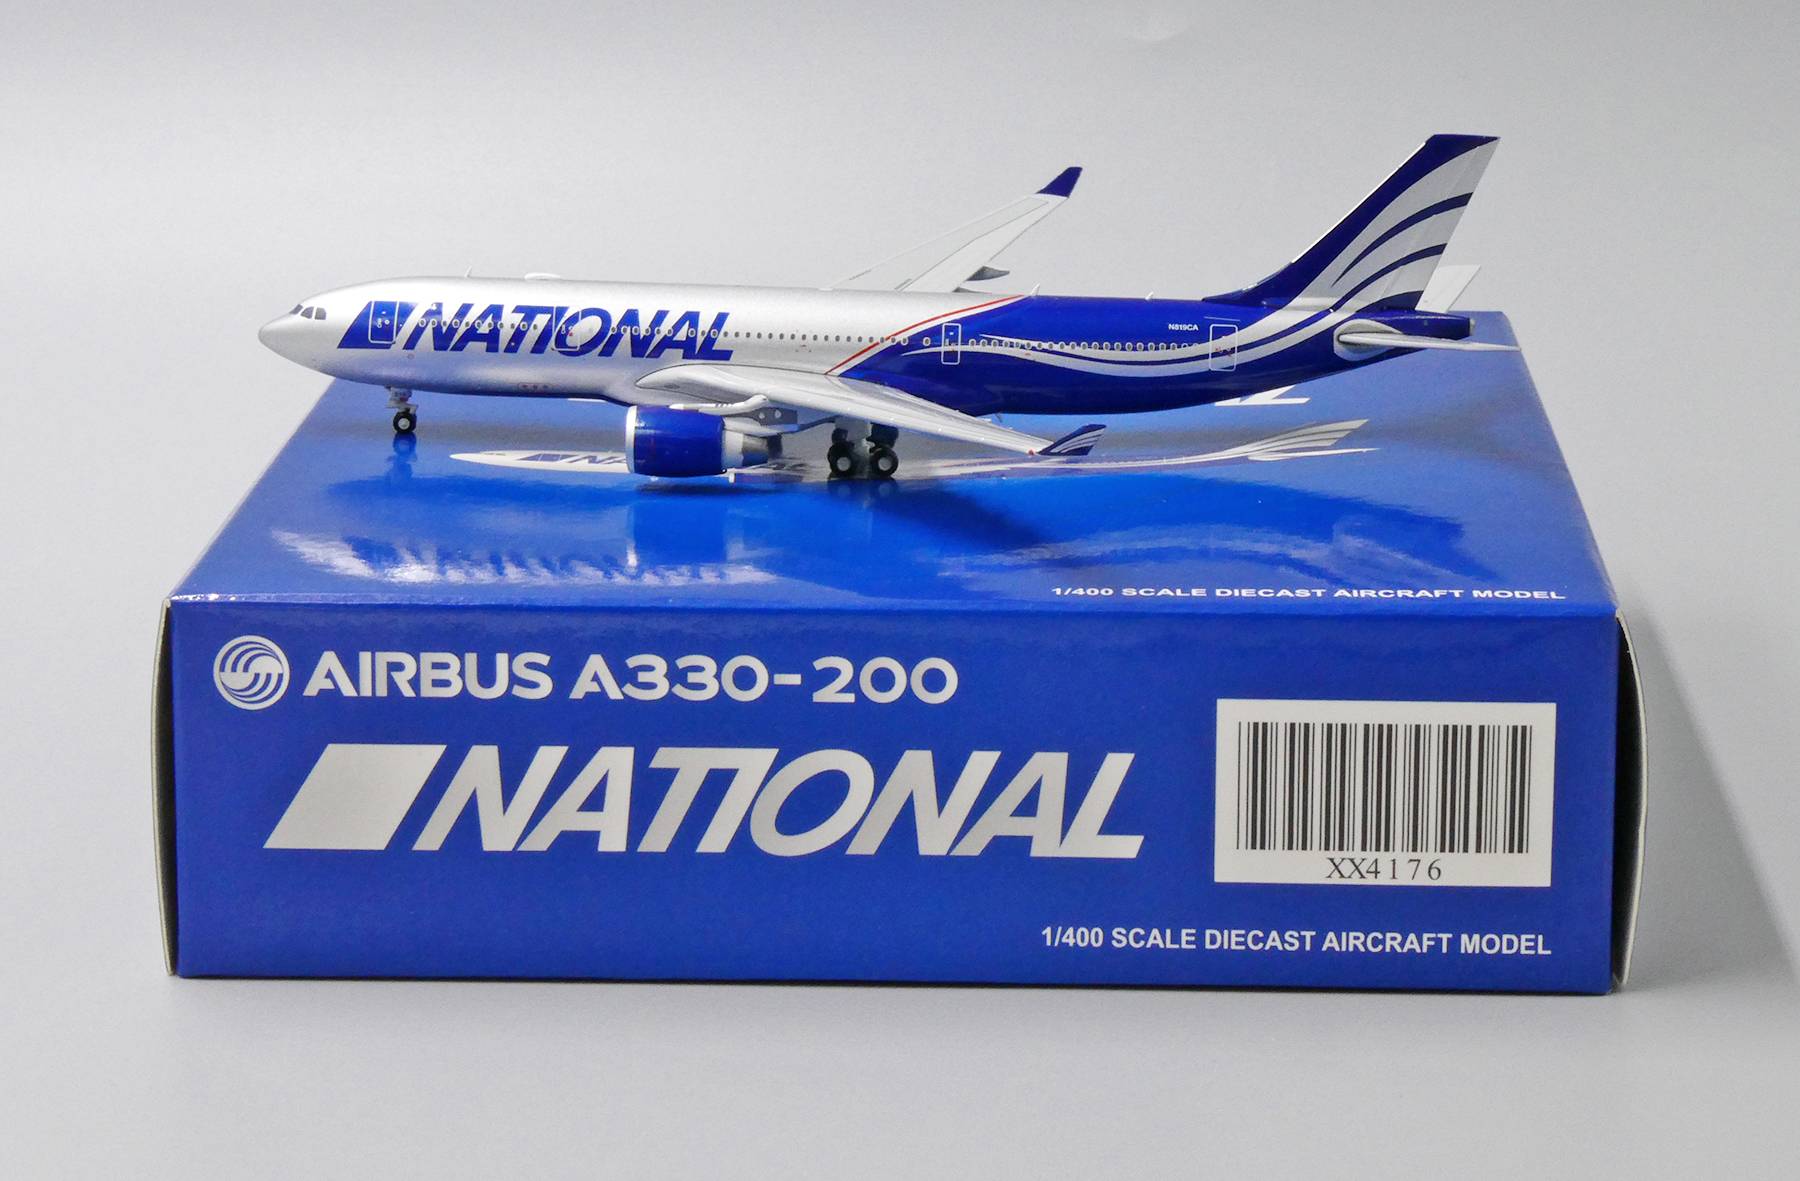 NATIONAL
N819CA
1/400 SCALE DIECAST AIRCRAFT MODEL
AIRBUS A330-200
NATIONAL
XX4176
1/400 SCALE DIECAST AIRCRAFT MODEL